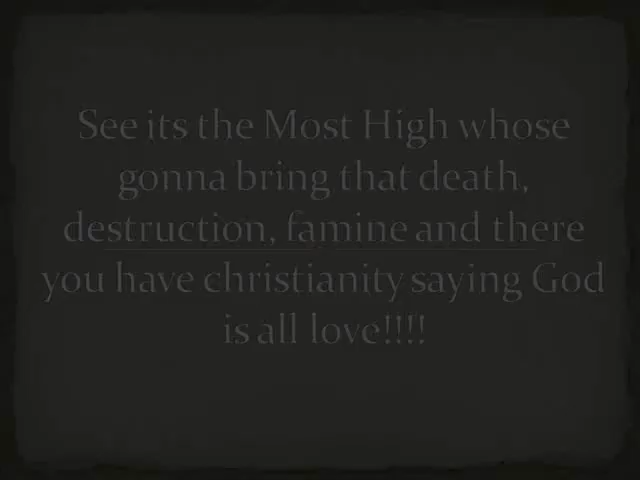 See its the Most High whose
gonna bring that death,
destruction, famine and there
you have christianity saying God
is all love!!!!